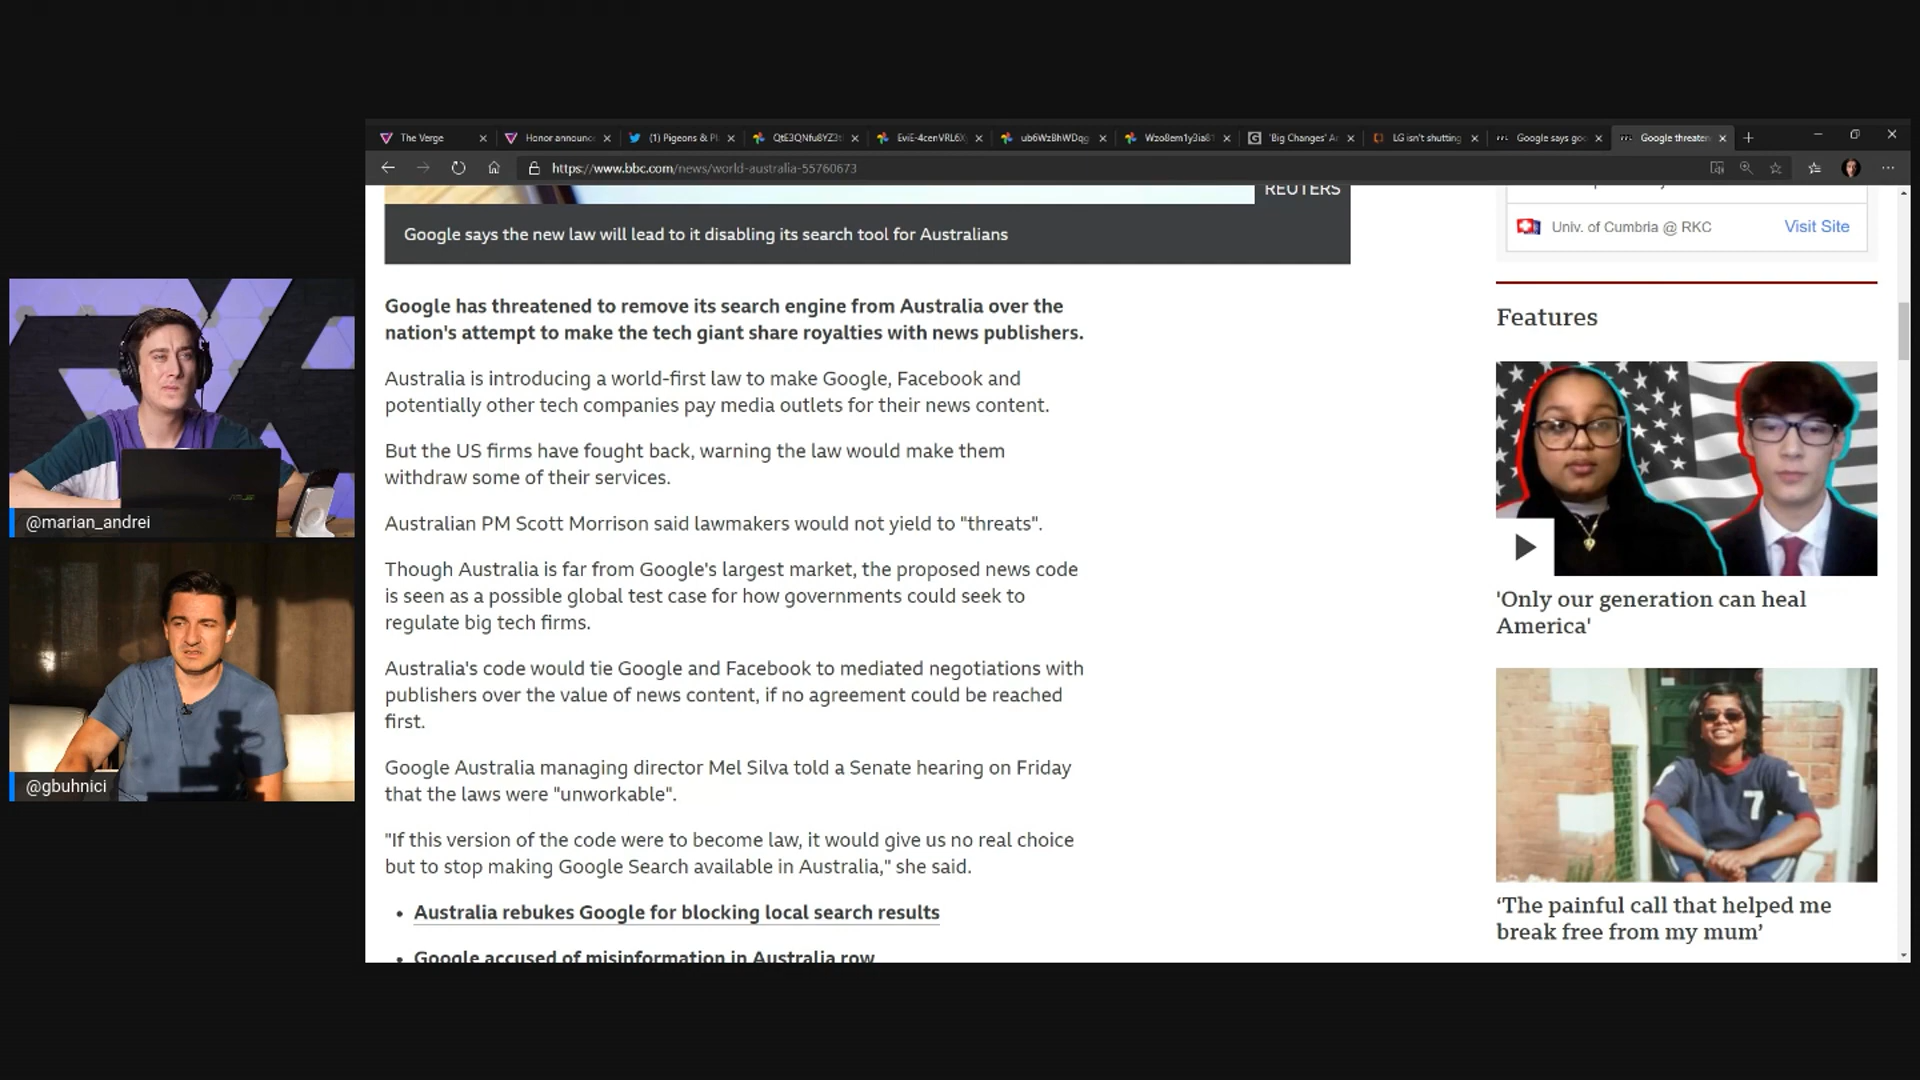 The Verge
Honor announc
(1) Pigeons & Pl
'Big Changes' Ar
LG isn't shutting
Google says goo
Google threaten
https://www.bbc.com/news/world-australia-55760673
REUTERS
Google says the new law will lead to it disabling its search tool for Australians
Google has threatened to remove its search engine from Australia over the
nation's attempt to make the tech giant share royalties with news publishers.
Australia is introducing a world-first law to make Google, Facebook and
potentially other tech companies pay media outlets for their news content.
But the US firms have fought back, warning the law would make them
withdraw some of their services.
Australian PM Scott Morrison said lawmakers would not yield to "threats".
Though Australia is far from Google's largest market, the proposed news code
is seen as a possible global test case for how governments could seek to
regulate big tech firms.
Australia's code would tie Google and Facebook to mediated negotiations with
publishers over the value of news content, if no agreement could be reached
first.
Google Australia managing director Mel Silva told a Senate hearing on Friday
that the laws were "unworkable".
"If this version of the code were to become law, it would give us no real choice
but to stop making Google Search available in Australia," she said.
• Australia rebukes Google for blocking local search results
• Google accused of misinformation in Australia row
Univ. of Cumbria @ RKC
Visit Site
Features
'Only our generation can heal
America'
7
‘The painful call that helped me
break free from my mum’
ASUS
@marian_andrei
@gbuhnici